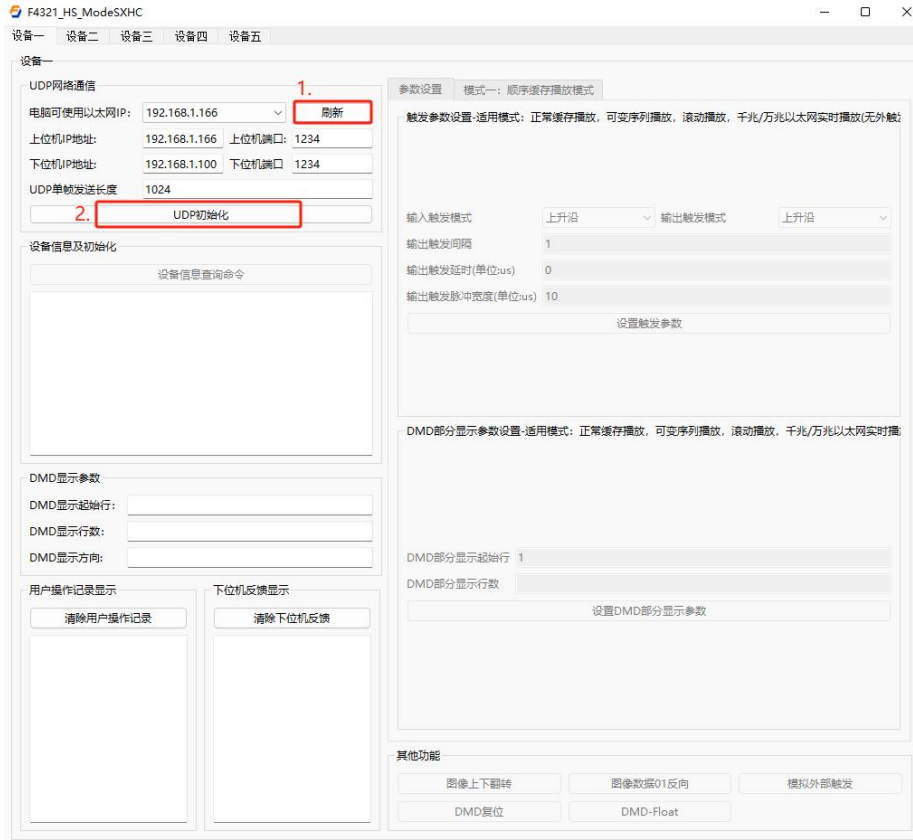 F4321_HS_ModeSXHC
设备一 设备二 设备三 设备四 设备五
设备一
UDP网络通信
1.
电脑可使用以太网IP: 192.168.1.166 刷新
上位机IP地址: 192.168.1.166 上位机端口: 1234
下位机IP地址: 192.168.1.100 下位机端口 1234
UDP单帧发送长度 1024
2. UDP初始化
设备信息及初始化
设备信息查询命令
DMD显示参数
DMD显示起始行:
DMD显示行数:
DMD显示方向:
用户操作记录显示
清除用户操作记录
下位机反馈显示
清除下位机反馈
参数设置 模式一：顺序缓存播放模式
触发参数设置-适用模式：正常缓存播放，可变序列播放，滚动播放，千兆/万兆以太网实时播放(无外触
输入触发模式 上升沿 输出触发模式 上升沿
输出触发间隔 1
输出触发延时(单位:us) 0
输出触发脉冲宽度(单位:us) 10
设置触发参数
DMD部分显示参数设置-适用模式：正常缓存播放，可变序列播放，滚动播放，千兆/万兆以太网实时播
DMD部分显示起始行 1
DMD部分显示行数
设置DMD部分显示参数
其他功能
图像上下翻转 图像数据01反向 模拟外部触发
DMD复位 DMD-Float